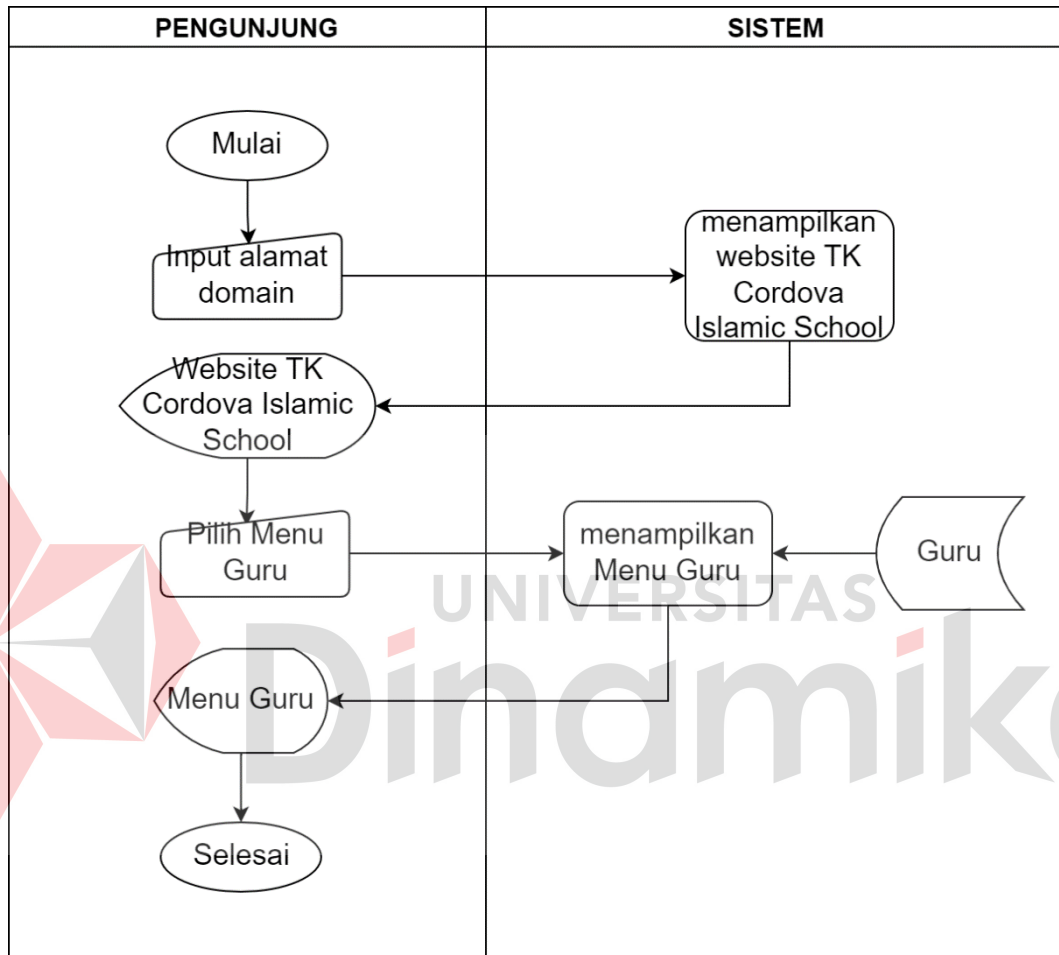 PENGUNJUNG
SISTEM
Mulai
Input alamat
domain
menampilkan
website TK
Cordova
Islamic School
Website TK
Cordova Islamic
School
Pilih Menu
Guru
menampilkan
Menu Guru
Guru
UNIVERSITAS
Dinamika
Menu Guru
Selesai